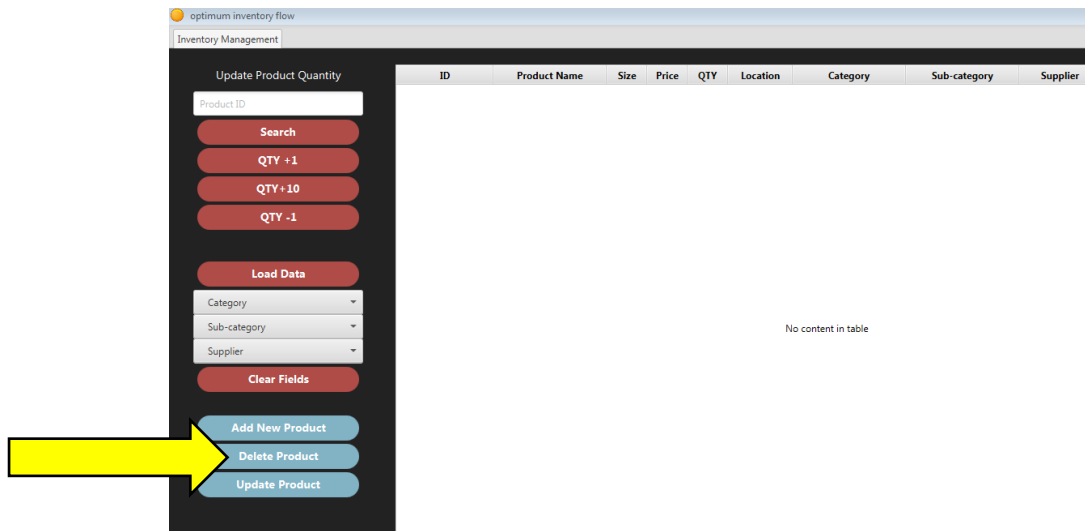 optimum inventory flow
Inventory Management
Update Product Quantity
Product ID
Search
QTY +1
QTY+10
QTY -1
Load Data
Category
Sub-category
Supplier
Clear Fields
Add New Product
Delete Product
Update Product
ID Product Name Size Price QTY Location Category Sub-category Supplier
No content in table